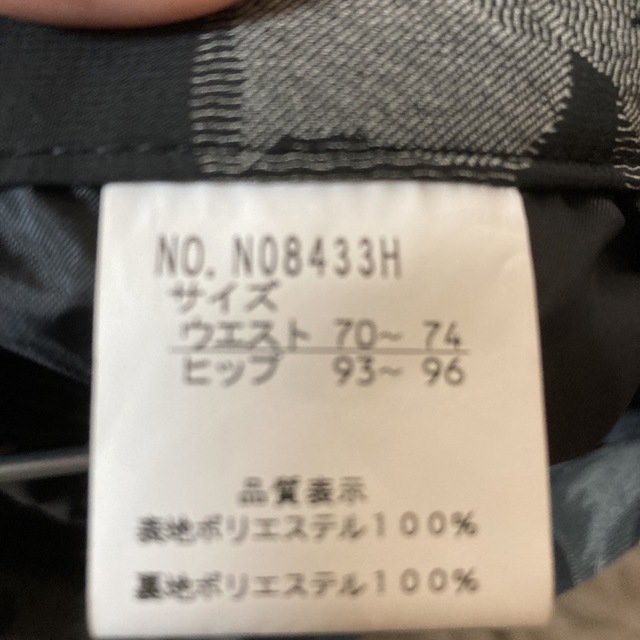 NO. N08433H
サイズ
ウエスト 70～ 74
ヒップ 93～ 96
品質表示
表地ポリエステル100%
裏地ポリエステル100%